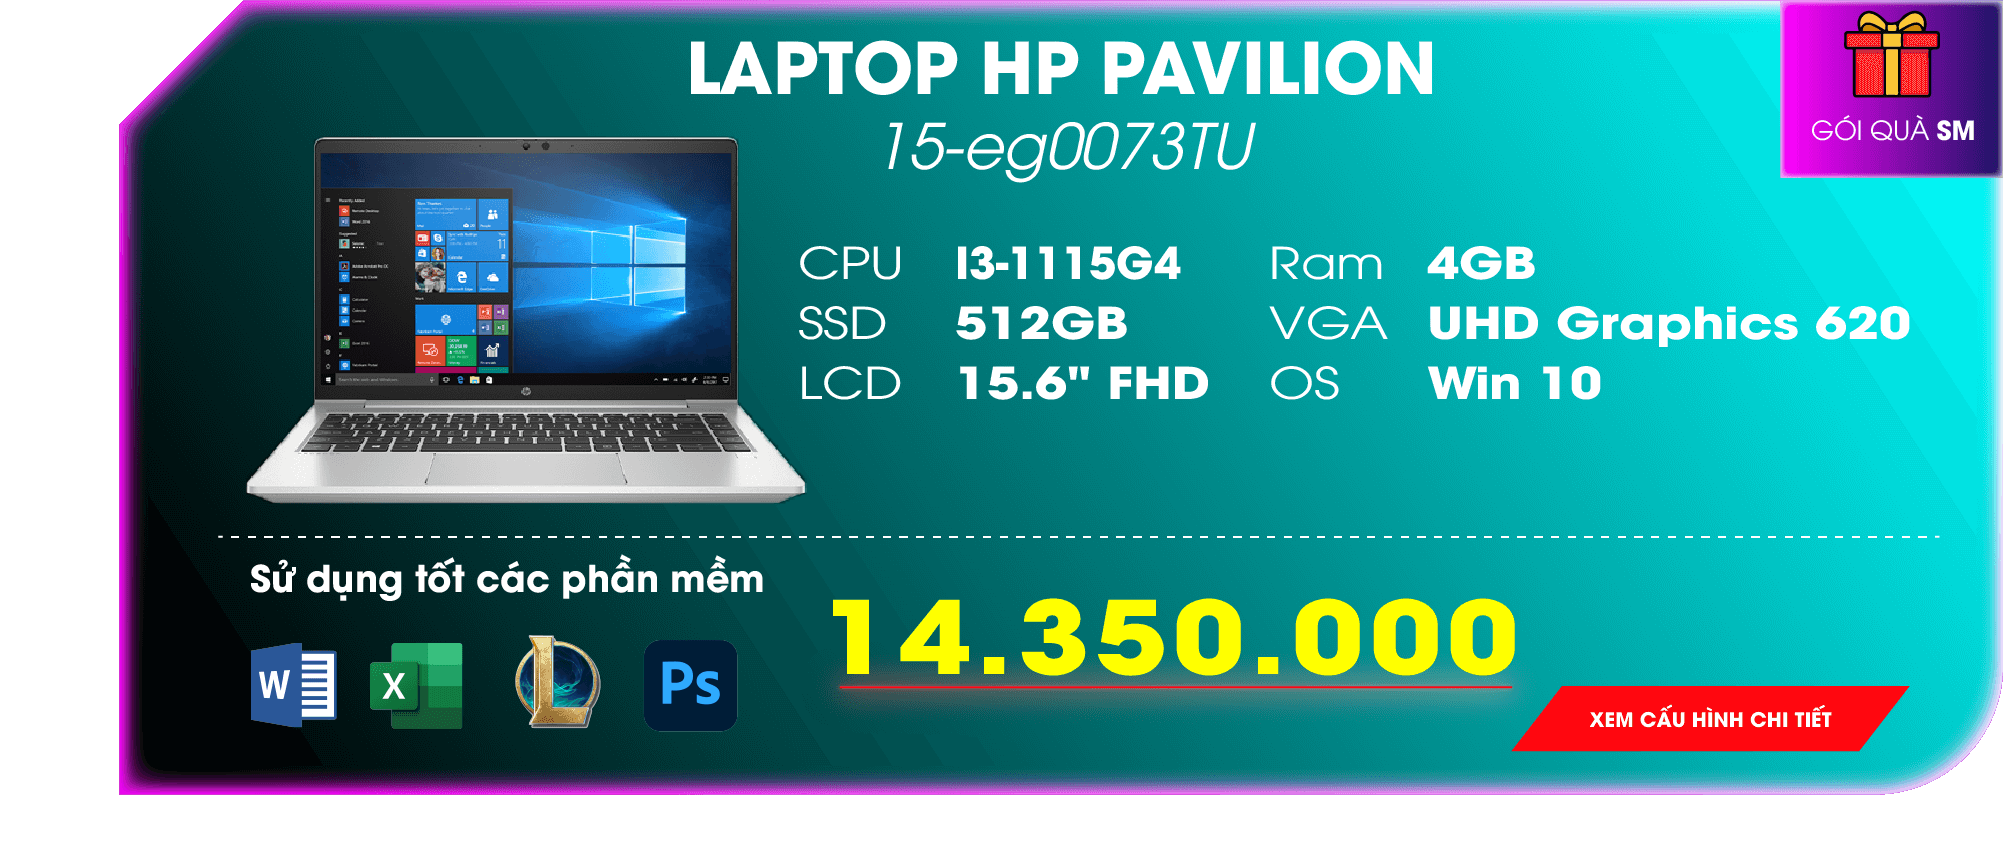 LAPTOP HP PAVILION
15-eg0073TU
GÓI QUÀ SM
CPU I3-1115G4 Ram 4GB
SSD 512GB VGA UHD Graphics 620
LCD 15.6" FHD OS Win 10
Sử dụng tốt các phần mềm
W X L Ps
14.350.000
XEM CẤU HÌNH CHI TIẾT